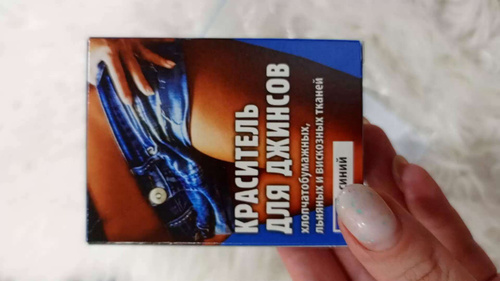 КРАСИТЕЛЬ
ДЛЯ ДЖИНСОВ
хлопчатобумажных,
льняных и вискозных тканей
синий